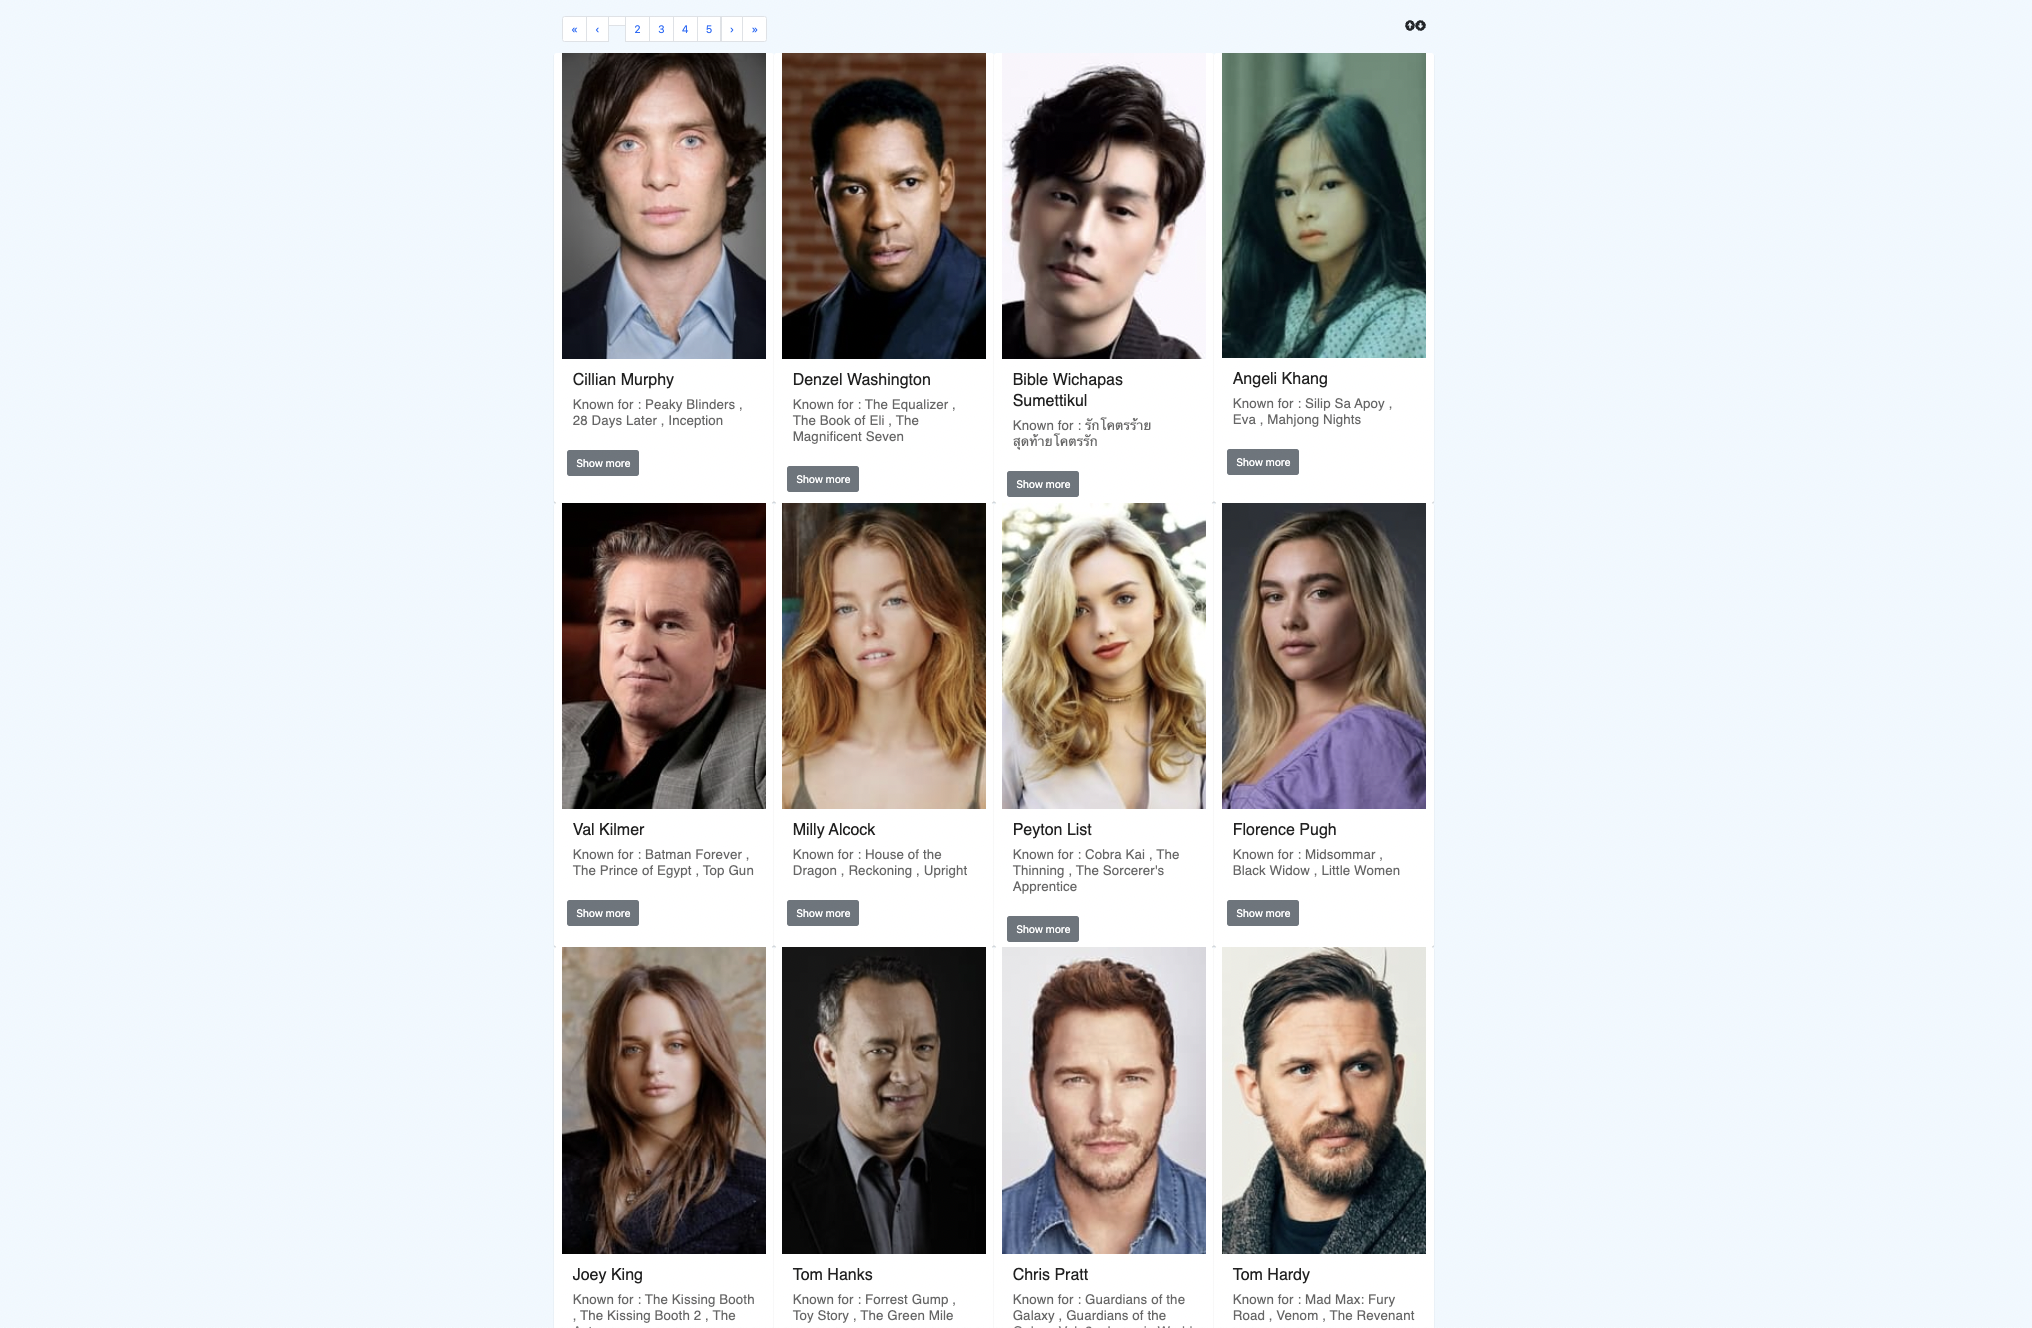 « ‹ 2 3 4 5 › »
Cillian Murphy
Known for : Peaky Blinders ,
28 Days Later , Inception
Show more
Denzel Washington
Known for : The Equalizer ,
The Book of Eli , The
Magnificent Seven
Show more
Bible Wichapas
Sumettikul
Known for : รักโคตรร้าย
สุดท้ายโคตรรัก
Show more
Angeli Khang
Known for : Silip Sa Apoy ,
Eva , Mahjong Nights
Show more
Val Kilmer
Known for : Batman Forever ,
The Prince of Egypt , Top Gun
Show more
Milly Alcock
Known for : House of the
Dragon , Reckoning , Upright
Show more
Peyton List
Known for : Cobra Kai , The
Thinning , The Sorcerer's
Apprentice
Show more
Florence Pugh
Known for : Midsommar ,
Black Widow , Little Women
Show more
Joey King
Known for : The Kissing Booth
, The Kissing Booth 2 , The
Tom Hanks
Known for : Forrest Gump ,
Toy Story , The Green Mile
Chris Pratt
Known for : Guardians of the
Galaxy , Guardians of the
Tom Hardy
Known for : Mad Max: Fury
Road , Venom , The Revenant